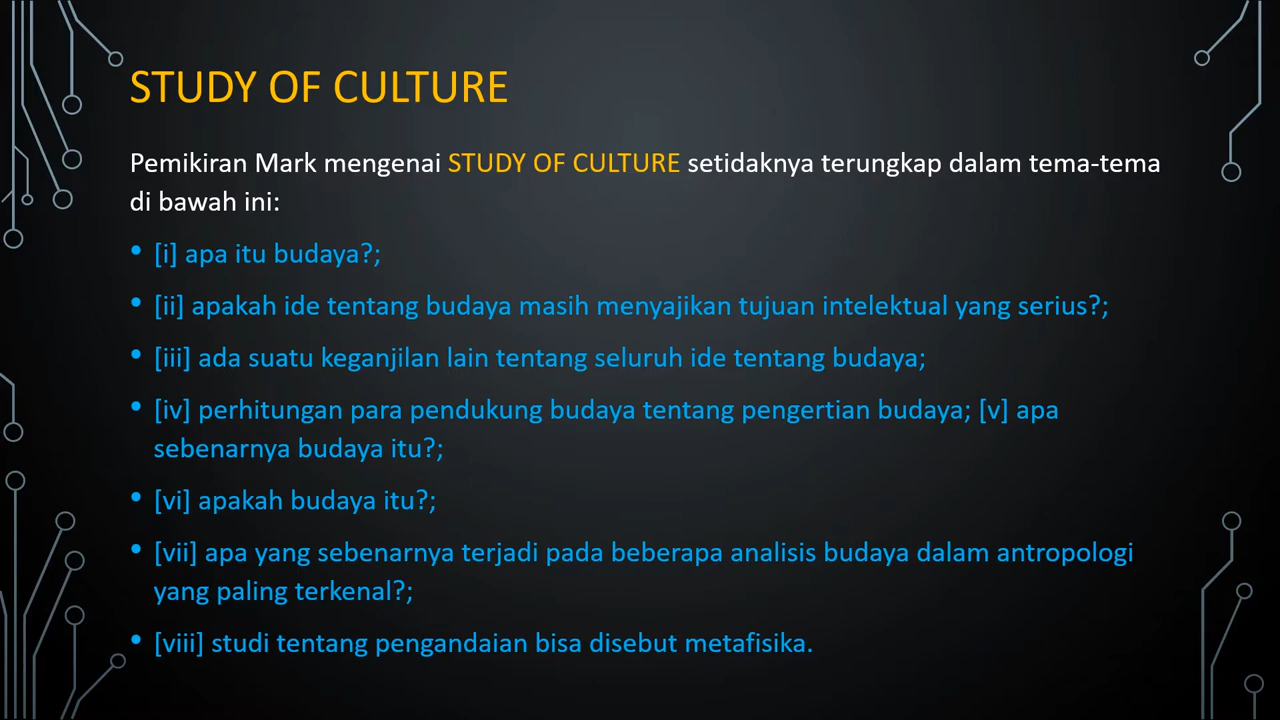 STUDY OF CULTURE
Pemikiran Mark mengenai STUDY OF CULTURE setidaknya terungkap dalam tema-tema
di bawah ini:
• [i] apa itu budaya?;
• [ii] apakah ide tentang budaya masih menyajikan tujuan intelektual yang serius?;
• [iii] ada suatu keganjilan lain tentang seluruh ide tentang budaya;
• [iv] perhitungan para pendukung budaya tentang pengertian budaya; [v] apa
sebenarnya budaya itu?;
• [vi] apakah budaya itu?;
• [vii] apa yang sebenarnya terjadi pada beberapa analisis budaya dalam antropologi
yang paling terkenal?;
• [viii] studi tentang pengandaian bisa disebut metafisika.